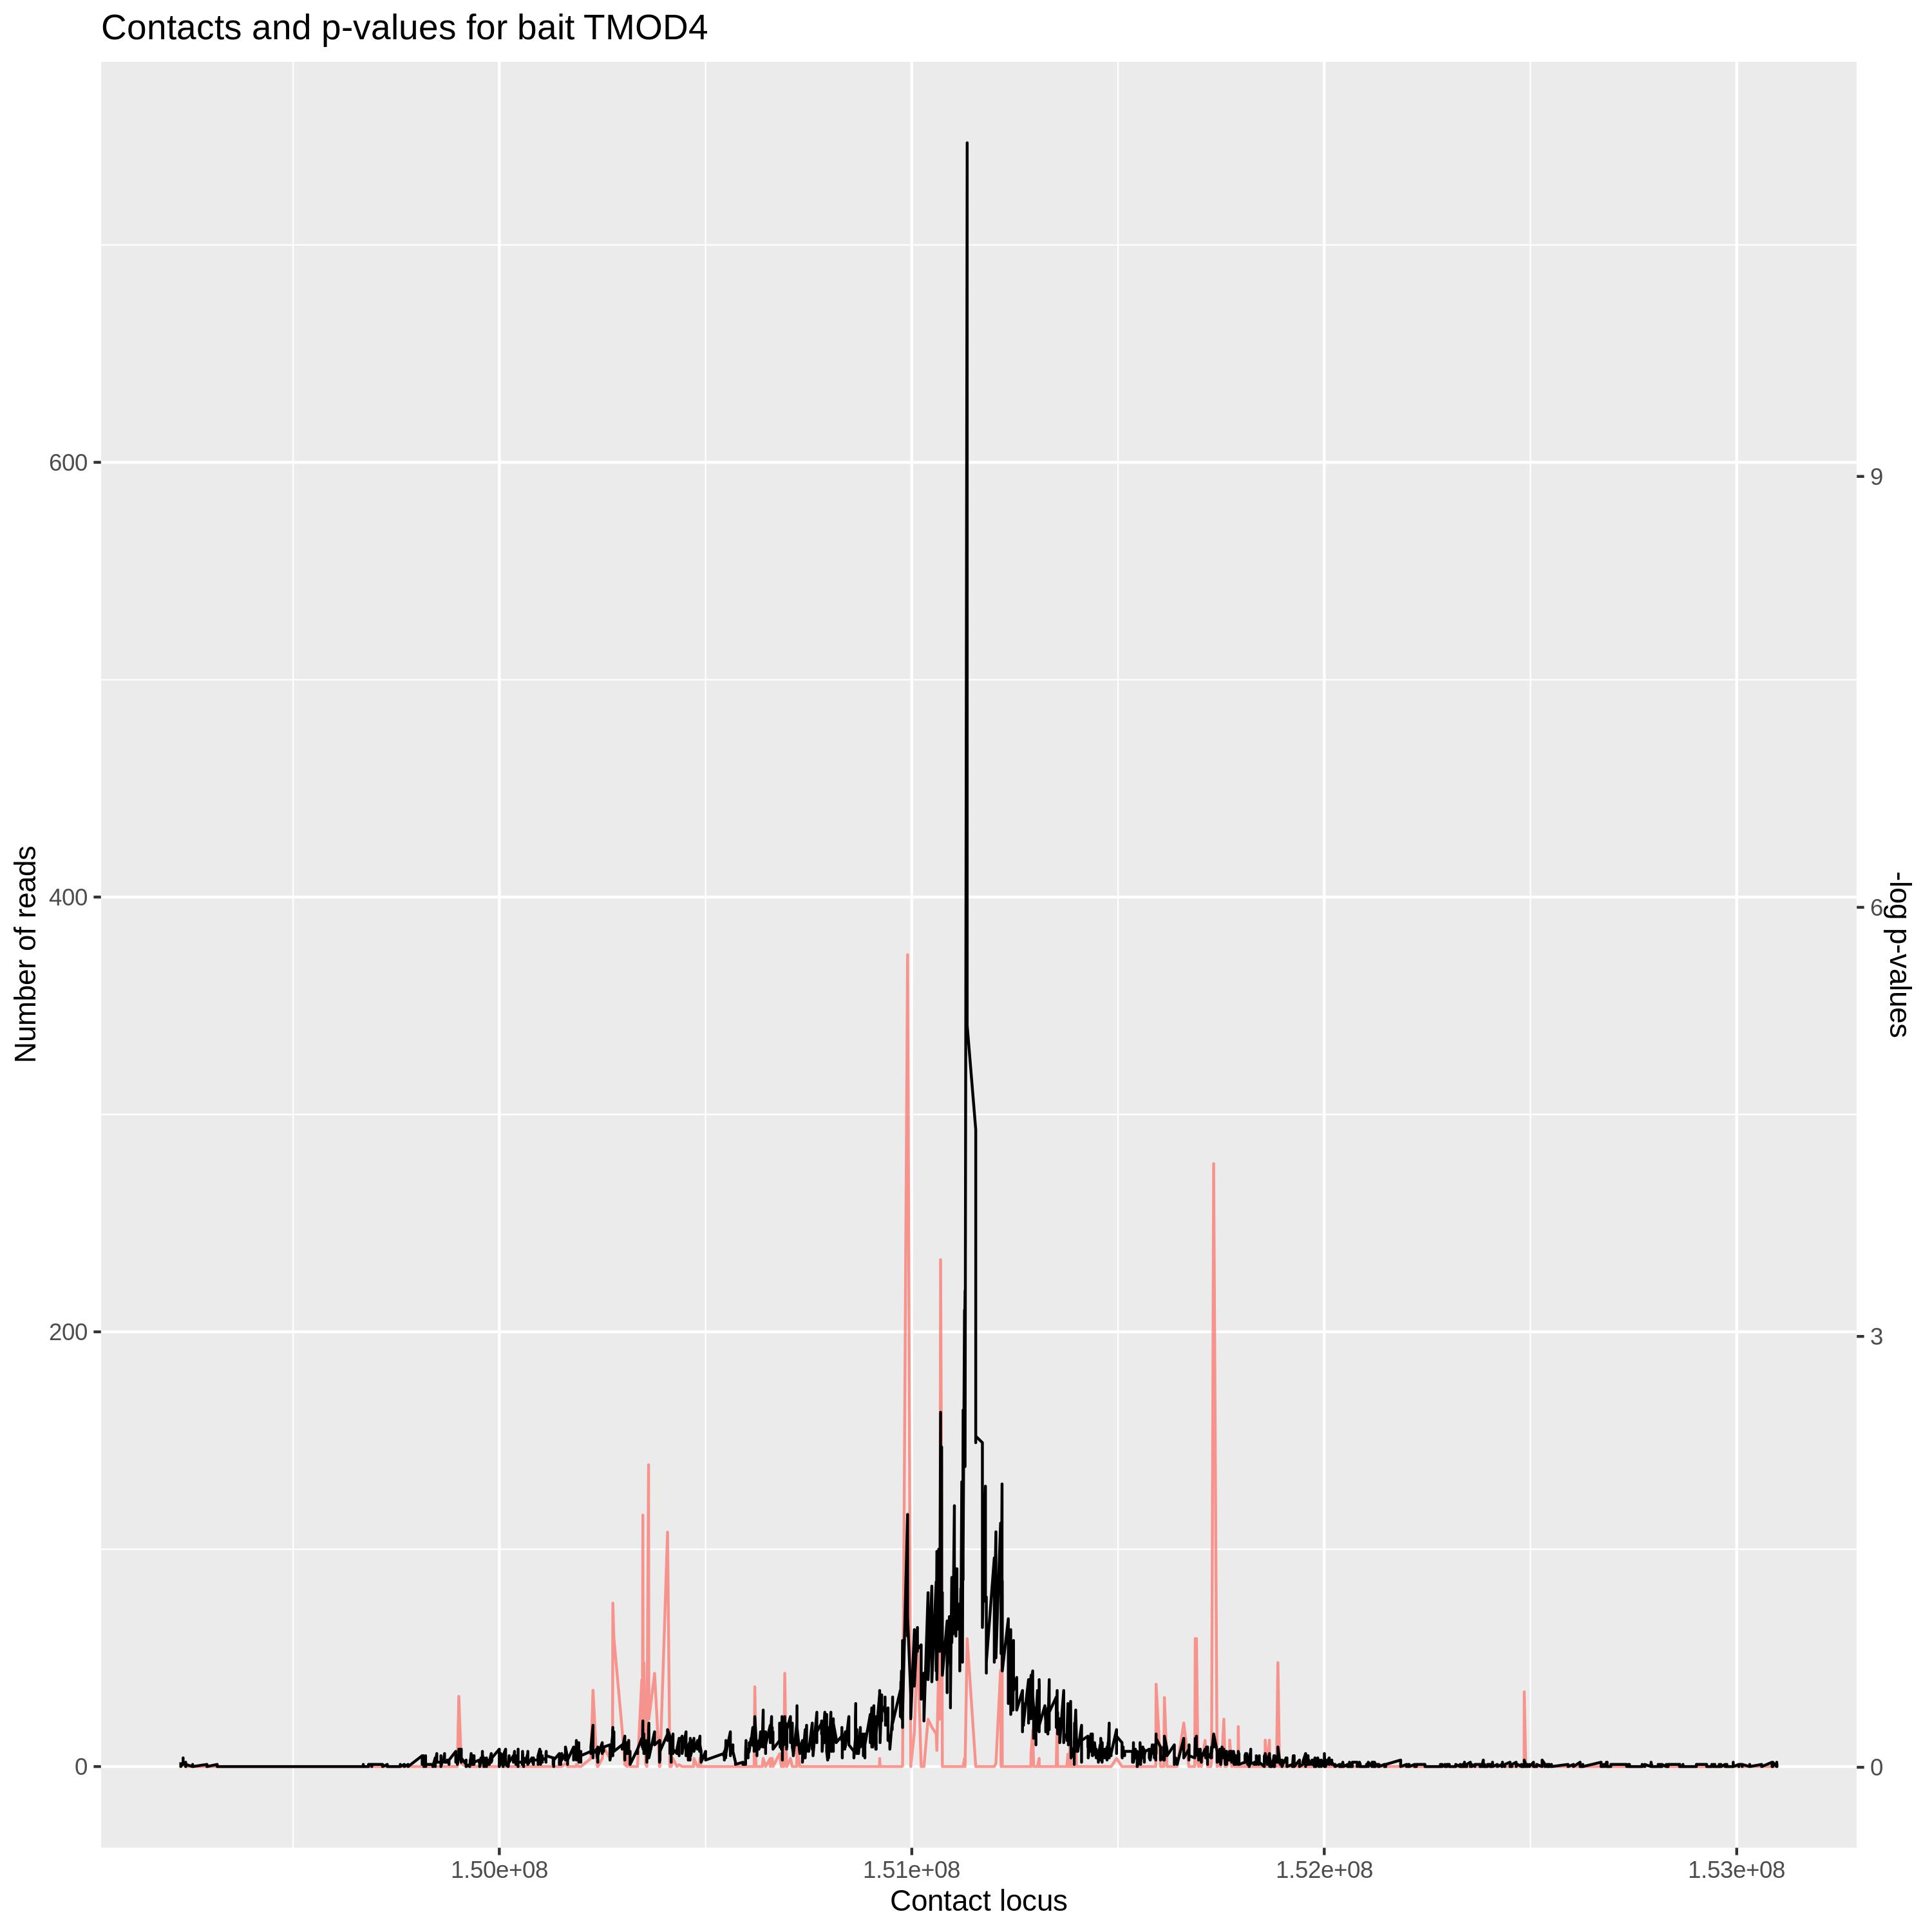 Contacts and p-values for bait TMOD4
600
400
200
0
Number of reads
9
6
3
0
-log p-values
1.50e+08
1.51e+08
1.52e+08
1.53e+08
Contact locus